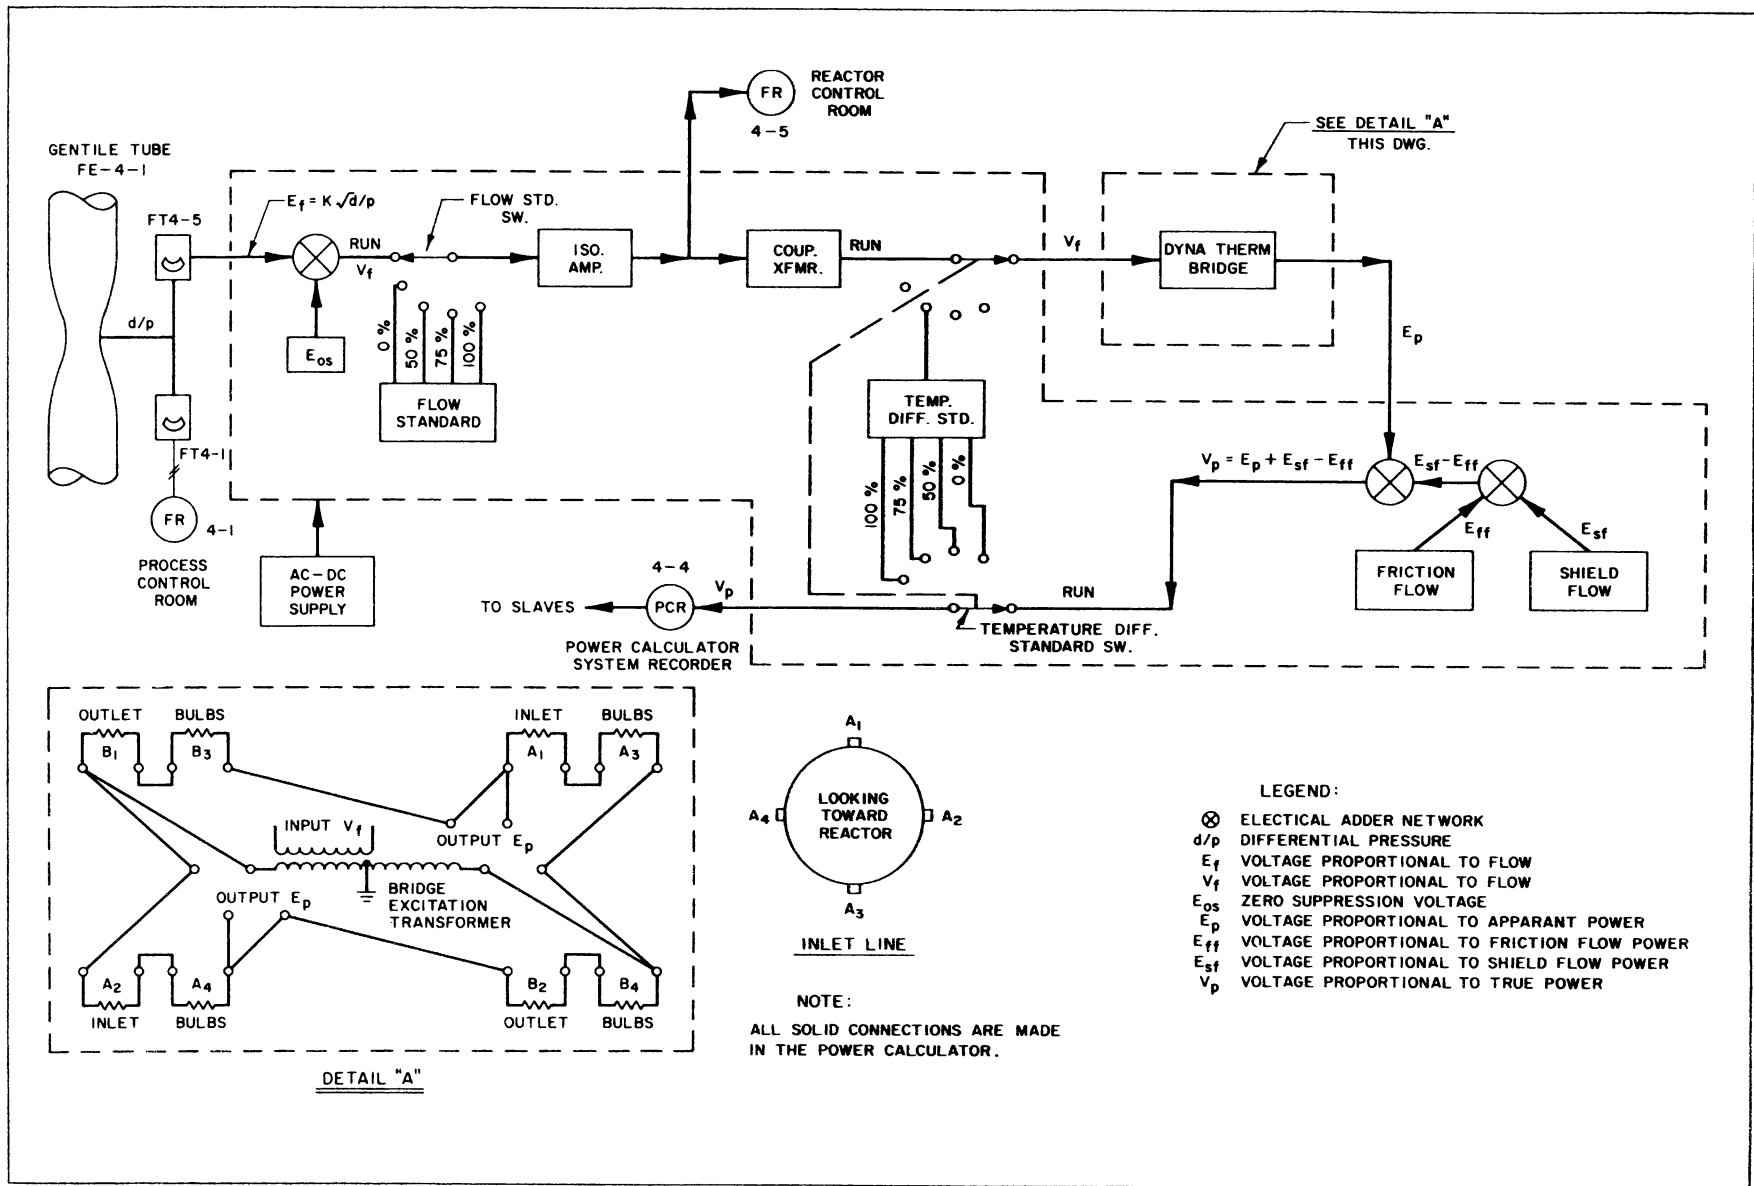 REACTOR
CONTROL
ROOM
FR
4-5
SEE DETAIL "A"
THIS DWG.
GENTILE TUBE
FE-4-1
FT4-5
E_f = K √d/p
FLOW STD.
SW.
RUN
V_f
ISO.
AMP.
COUP.
XFMR.
RUN
V_f
DYNA THERM
BRIDGE
d/p
E_os
0 %
50 %
75 %
100 %
FLOW
STANDARD
E_p
TEMP.
DIFF. STD.
100 %
75 %
50 %
0 %
FT4-1
FR
4-1
PROCESS
CONTROL
ROOM
V_p = E_p + E_sf - E_ff
E_sf - E_ff
E_ff
E_sf
FRICTION
FLOW
SHIELD
FLOW
AC-DC
POWER
SUPPLY
4-4
TO SLAVES
PCR
V_p
RUN
POWER CALCULATOR
SYSTEM RECORDER
TEMPERATURE DIFF.
STANDARD SW.
OUTLET BULBS
B₁ B₃
INLET BULBS
A₁ A₃
INPUT V_f
OUTPUT E_p
OUTPUT E_p
BRIDGE
EXCITATION
TRANSFORMER
A₂ A₄
INLET BULBS
B₂ B₄
OUTLET BULBS
DETAIL "A"
A₁
A₄
LOOKING
TOWARD
REACTOR
A₂
A₃
INLET LINE
NOTE:
ALL SOLID CONNECTIONS ARE MADE
IN THE POWER CALCULATOR.
LEGEND:
⊗ ELECTICAL ADDER NETWORK
d/p DIFFERENTIAL PRESSURE
E_f VOLTAGE PROPORTIONAL TO FLOW
V_f VOLTAGE PROPORTIONAL TO FLOW
E_os ZERO SUPPRESSION VOLTAGE
E_p VOLTAGE PROPORTIONAL TO APPARANT POWER
E_ff VOLTAGE PROPORTIONAL TO FRICTION FLOW POWER
E_sf VOLTAGE PROPORTIONAL TO SHIELD FLOW POWER
V_p VOLTAGE PROPORTIONAL TO TRUE POWER